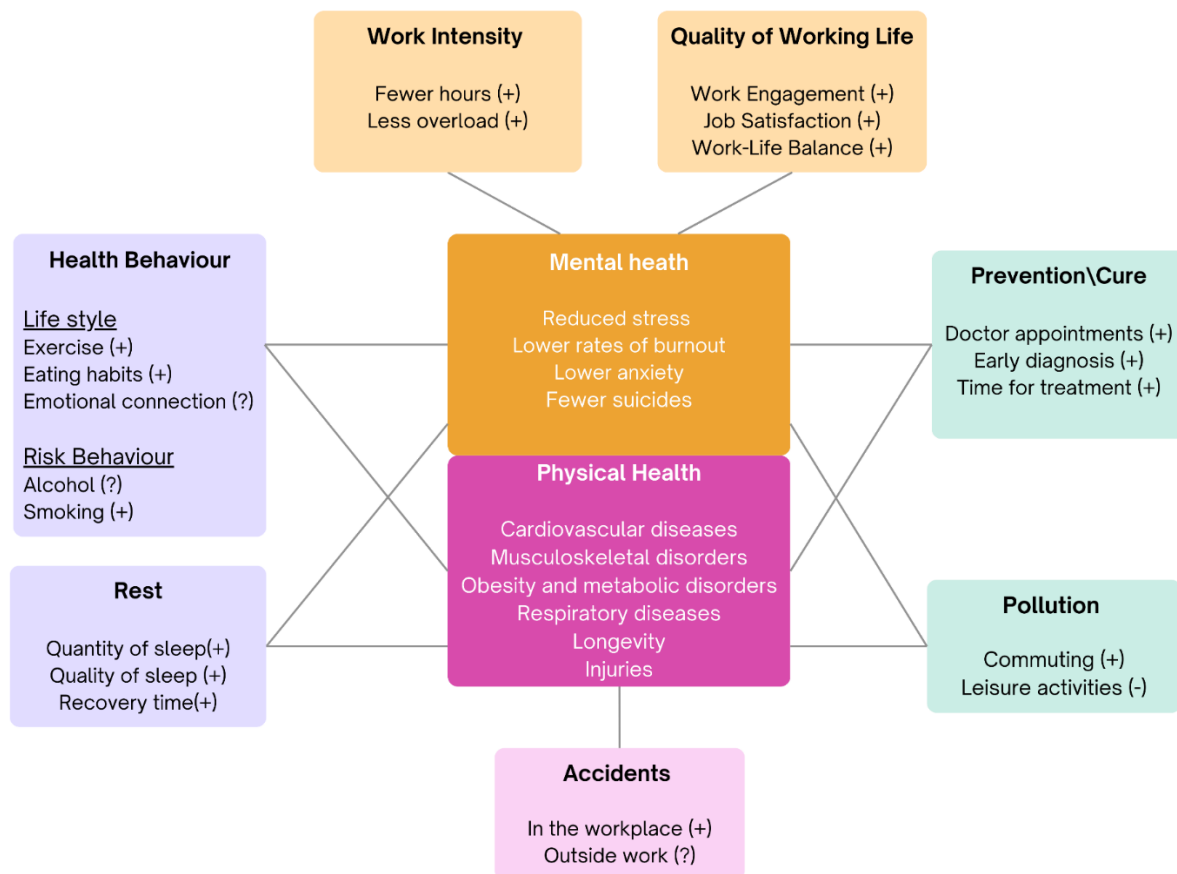 Work Intensity
Fewer hours (+)
Less overload (+)
Quality of Working Life
Work Engagement (+)
Job Satisfaction (+)
Work-Life Balance (+)
Health Behaviour
Life style
Exercise (+)
Eating habits (+)
Emotional connection (?)
Risk Behaviour
Alcohol (?)
Smoking (+)
Mental heath
Reduced stress
Lower rates of burnout
Lower anxiety
Fewer suicides
Prevention\Cure
Doctor appointments (+)
Early diagnosis (+)
Time for treatment (+)
Physical Health
Cardiovascular diseases
Musculoskeletal disorders
Obesity and metabolic disorders
Respiratory diseases
Longevity
Injuries
Rest
Quantity of sleep(+)
Quality of sleep (+)
Recovery time(+)
Pollution
Commuting (+)
Leisure activities (-)
Accidents
In the workplace (+)
Outside work (?)